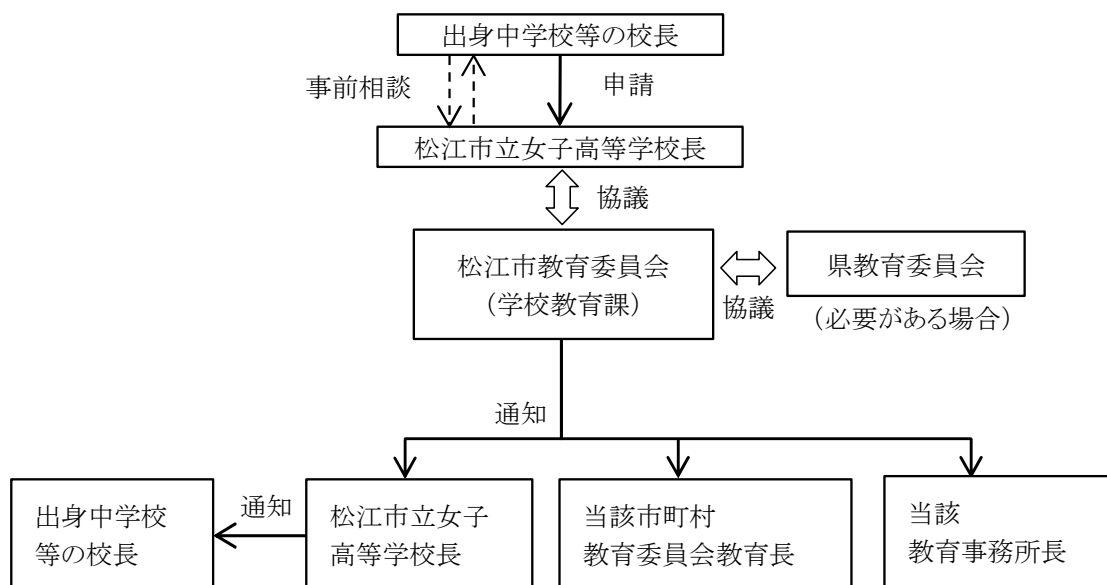 出身中学校等の校長
事前相談
申請
松江市立女子高等学校長
協議
松江市教育委員会
(学校教育課)
協議
県教育委員会
(必要がある場合)
通知
出身中学校
等の校長
通知
松江市立女子
高等学校長
当該市町村
教育委員会教育長
当該
教育事務所長